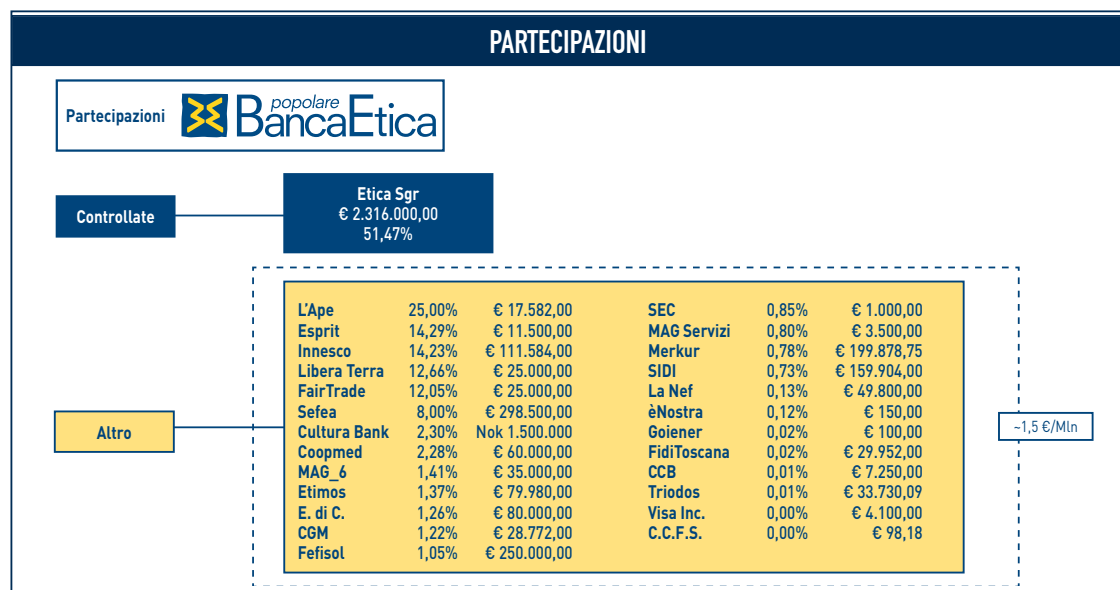 PARTECIPAZIONI
Partecipazioni popolare BancaEtica
Controllate
Etica Sgr
€ 2.316.000,00
51,47%
L'Ape 25,00% € 17.582,00
Esprit 14,29% € 11.500,00
Innesco 14,23% € 111.584,00
Libera Terra 12,66% € 25.000,00
FairTrade 12,05% € 25.000,00
Sefea 8,00% € 298.500,00
Cultura Bank 2,30% Nok 1.500.000
Coopmed 2,28% € 60.000,00
MAG_6 1,41% € 35.000,00
Etimos 1,37% € 79.980,00
E. di C. 1,26% € 80.000,00
CGM 1,22% € 28.772,00
Fefisol 1,05% € 250.000,00
SEC 0,85% € 1.000,00
MAG Servizi 0,80% € 3.500,00
Merkur 0,78% € 199.878,75
SIDI 0,73% € 159.904,00
La Nef 0,13% € 49.800,00
èNostra 0,12% € 150,00
Goiener 0,02% € 100,00
FidiToscana 0,02% € 29.952,00
CCB 0,01% € 7.250,00
Triodos 0,01% € 33.730,09
Visa Inc. 0,00% € 4.100,00
C.C.F.S. 0,00% € 98,18
Altro
~1,5 €/Mln